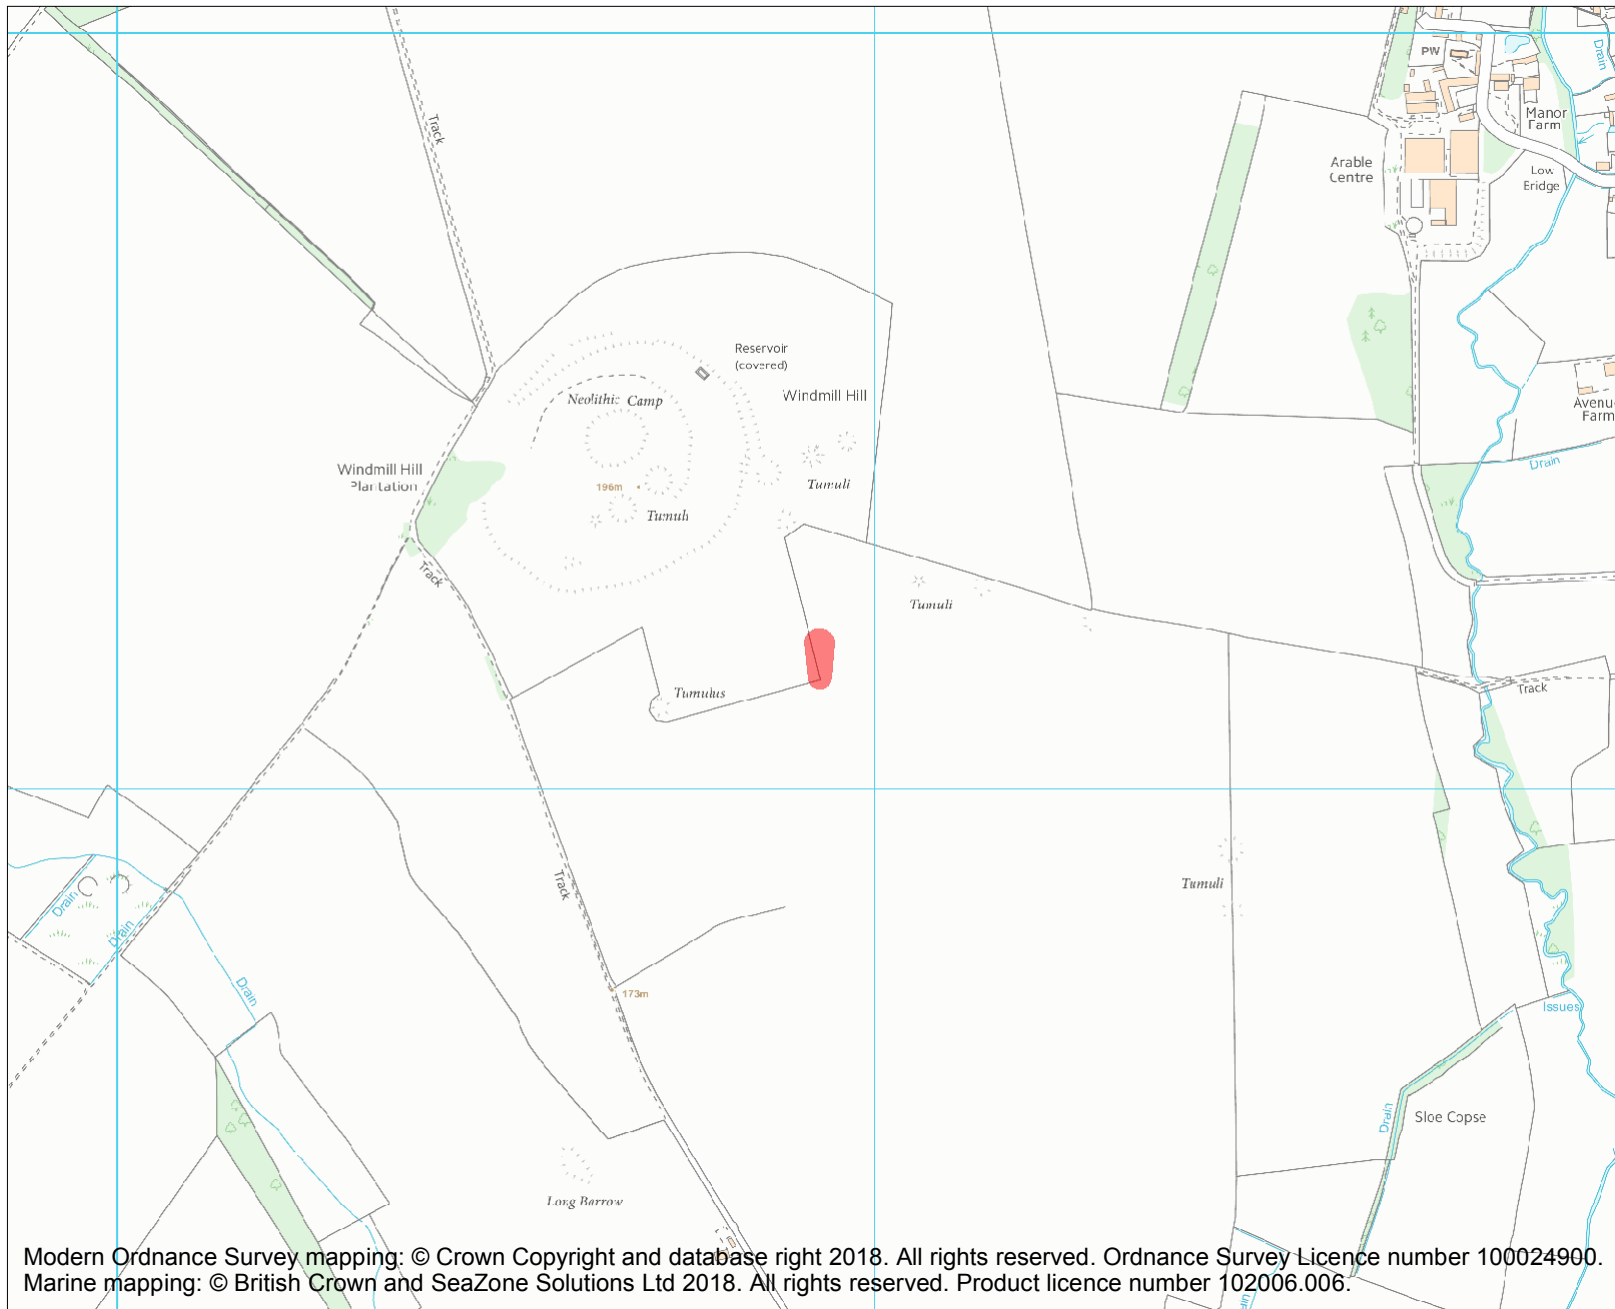 Track
PW
Drain
Manor
Farm
Low
Bridge
Arable
Centre
Reservoir
(covered)
Windmill Hill
Neolithic Camp
Windmill Hill
Plantation
196m
Tumuli
Tumuli
Track
Tumuli
Avenu
Farm
Drain
Tumulus
Track
Tumuli
Track
Drain
Drain
Drain
173m
Issues
Sloe Copse
Drain
Long Barrow
Modern Ordnance Survey mapping: © Crown Copyright and database right 2018. All rights reserved. Ordnance Survey Licence number 100024900.
Marine mapping: © British Crown and SeaZone Solutions Ltd 2018. All rights reserved. Product licence number 102006.006.